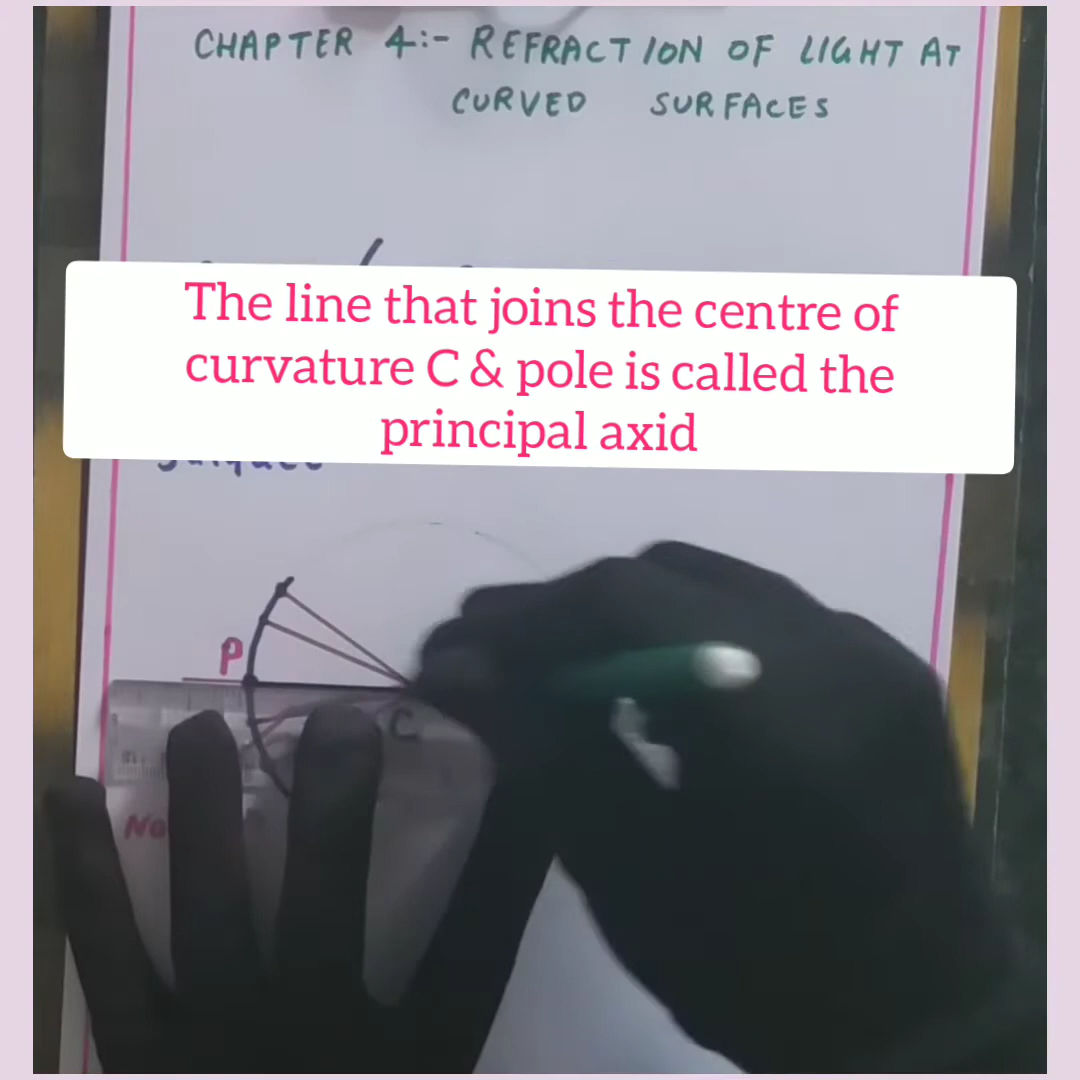 CHAPTER 4:- REFRACTION OF LIGHT AT
CURVED SURFACES
The line that joins the centre of
curvature C & pole is called the
principal axid
P
C